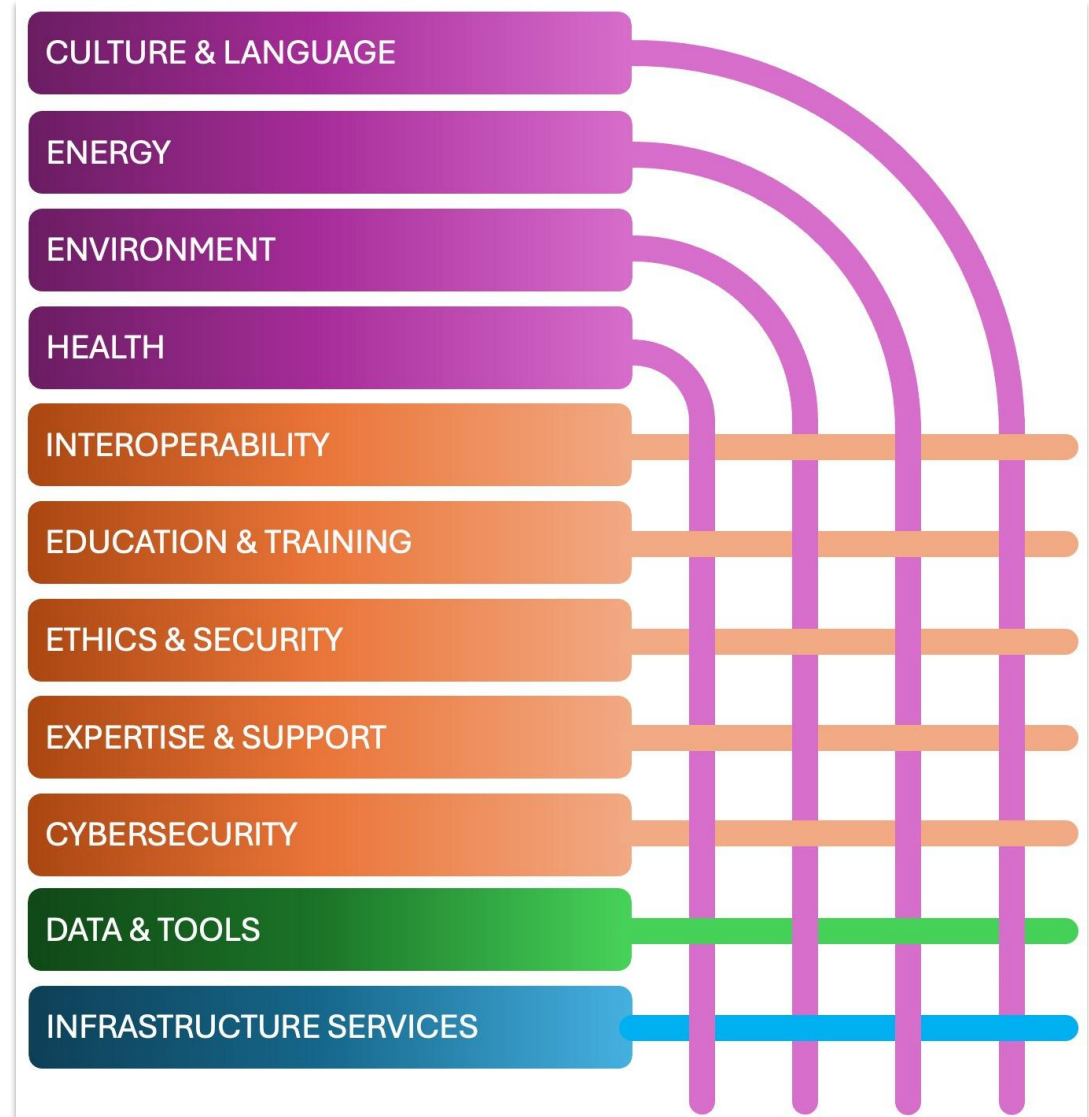 CULTURE & LANGUAGE
ENERGY
ENVIRONMENT
HEALTH
INTEROPERABILITY
EDUCATION & TRAINING
ETHICS & SECURITY
EXPERTISE & SUPPORT
CYBERSECURITY
DATA & TOOLS
INFRASTRUCTURE SERVICES